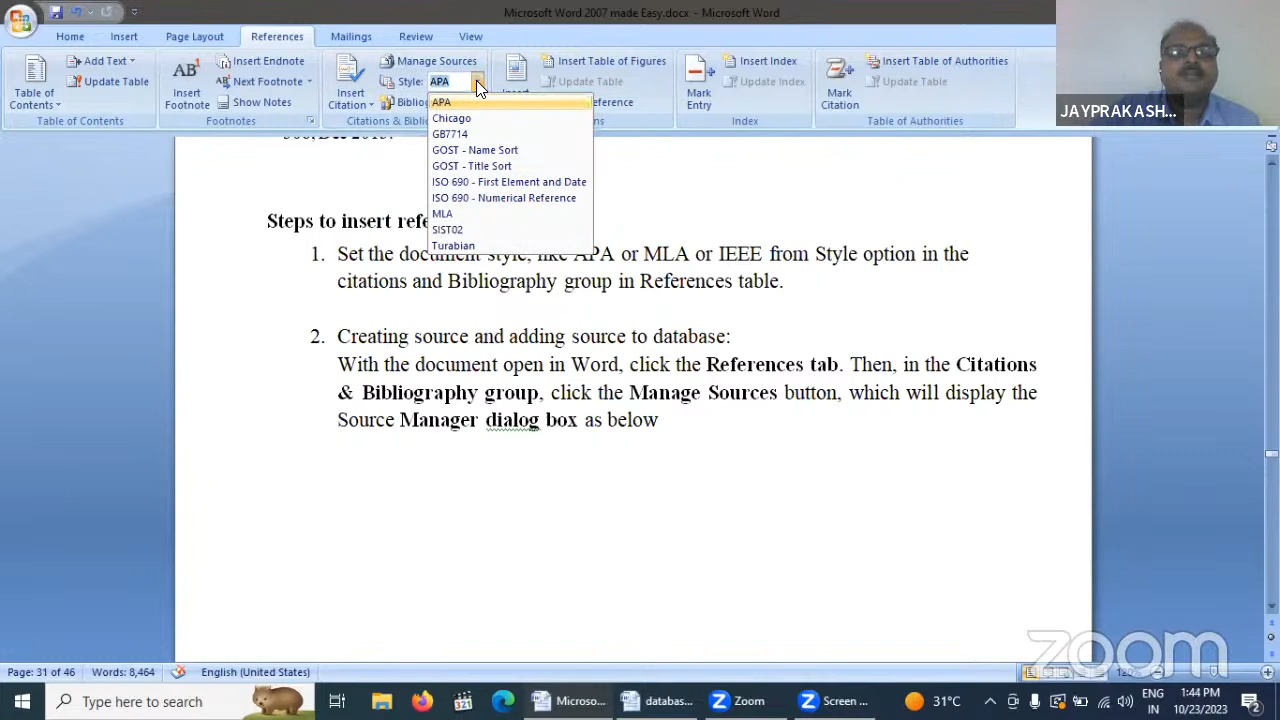 Microsoft Word 2007 made Easy.docx - Microsoft Word
Home Insert Page Layout References Mailings Review View
Table of Contents
Add Text
Update Table
Table of Contents
AB1
Insert Footnote
Insert Endnote
Next Footnote
Show Notes
Footnotes
Insert Citation
Manage Sources
Style: APA
Citations &
Insert Table of Figures
Update Table
Mark Entry
Insert Index
Update Index
Index
Mark Citation
Insert Table of Authorities
Update Table
Table of Authorities
JAYPRAKASH...
APA
Chicago
GB7714
GOST - Name Sort
GOST - Title Sort
ISO 690 - First Element and Date
ISO 690 - Numerical Reference
MLA
SIST02
Turabian
Steps to insert
1. Set the document style, like APA or MLA or IEEE from Style option in the
citations and Bibliography group in References table.
2. Creating source and adding source to database:
With the document open in Word, click the References tab. Then, in the Citations
& Bibliography group, click the Manage Sources button, which will display the
Source Manager dialog box as below
zoom
Page: 31 of 46 Words: 8,464 English (United States)
Type here to search
Microso... databas... Zoom Screen ... 31°C
ENG
IN
1:44 PM
10/23/2023
2